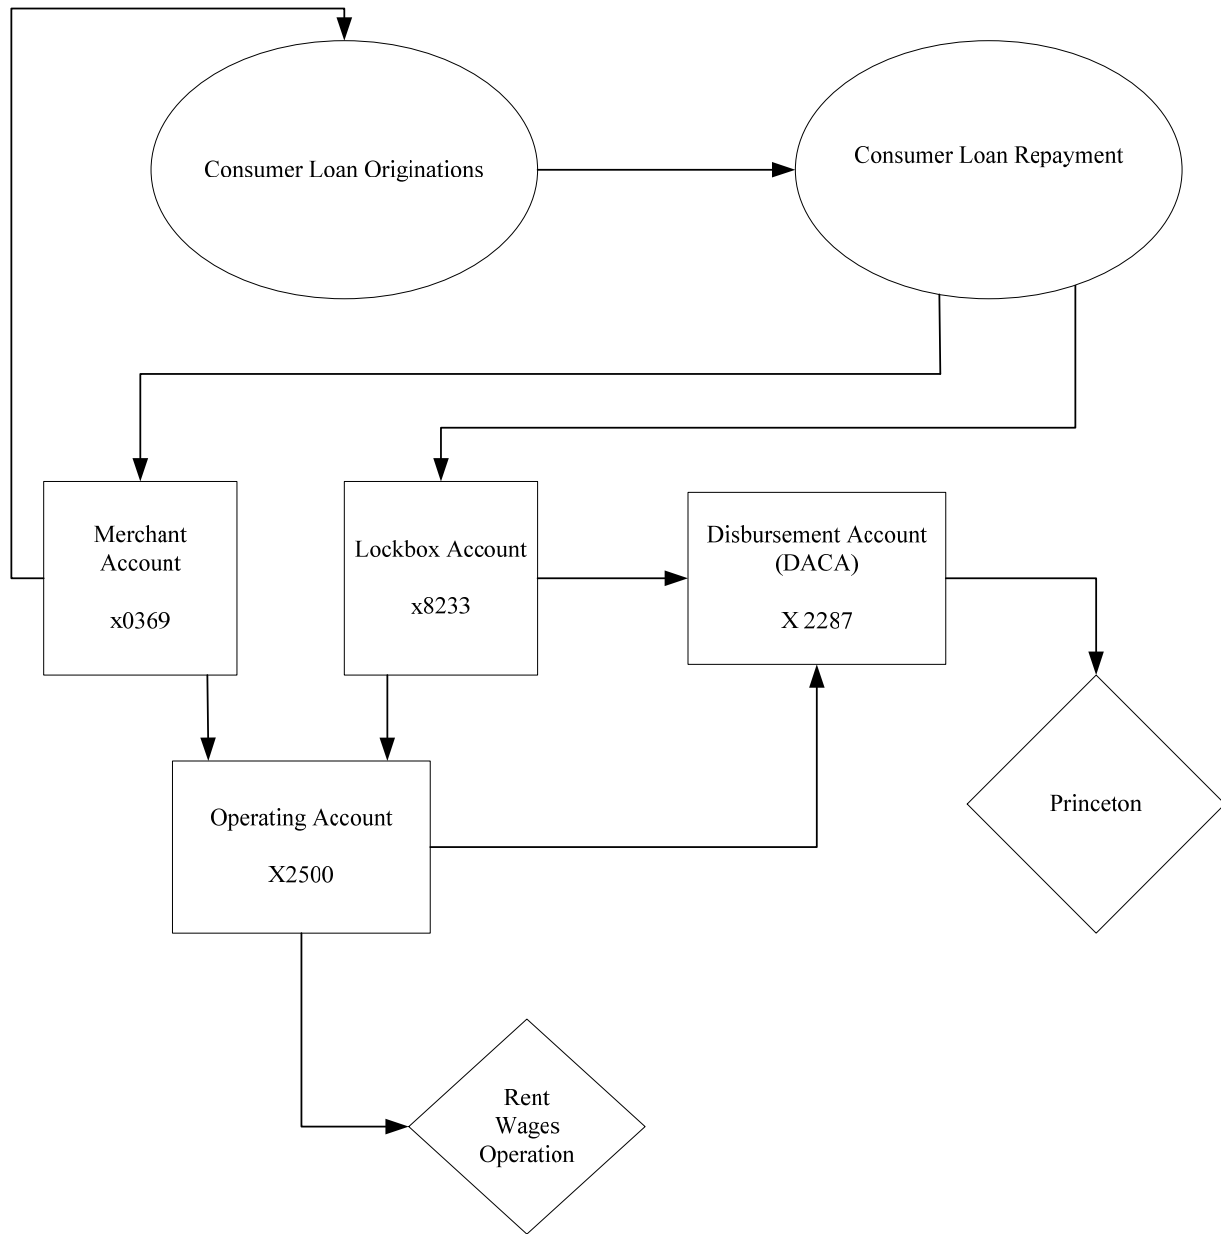 Consumer Loan Originations
Consumer Loan Repayment
Merchant
Account
x0369
Lockbox Account
x8233
Disbursement Account
(DACA)
X 2287
Operating Account
X2500
Princeton
Rent
Wages
Operation